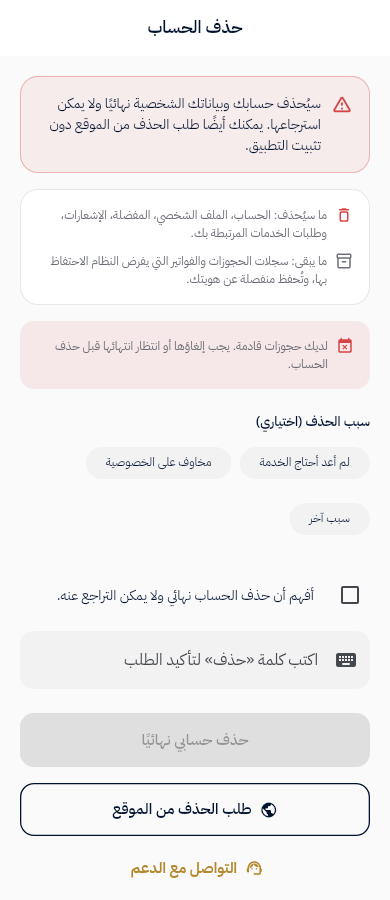 حذف الحساب
سيُحذف حسابك وبياناتك الشخصية نهائيًا ولا يمكن
استرجاعها. يمكنك أيضًا طلب الحذف من الموقع دون
تثبيت التطبيق.
ما سيُحذف: الحساب، الملف الشخصي، المفضلة، الإشعارات،
وطلبات الخدمات المرتبطة بك.
ما يبقى: سجلات الحجوزات والفواتير التي يفرض النظام الاحتفاظ
بها، وتُحفظ منفصلة عن هويتك.
لديك حجوزات قادمة. يجب إلغاؤها أو انتظار انتهائها قبل حذف
الحساب.
سبب الحذف (اختياري)
لم أعد أحتاج الخدمة
مخاوف على الخصوصية
سبب آخر
أفهم أن حذف الحساب نهائي ولا يمكن التراجع عنه.
اكتب كلمة «حذف» لتأكيد الطلب
حذف حسابي نهائيًا
طلب الحذف من الموقع
التواصل مع الدعم